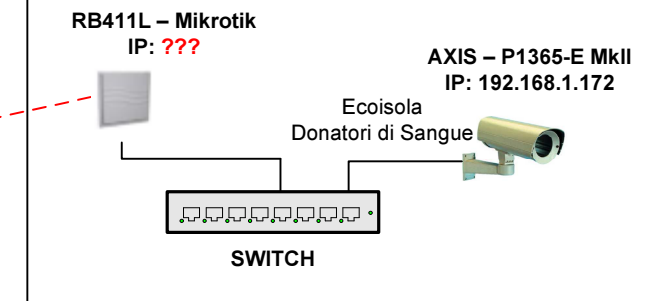 RB411L – Mikrotik
IP: ???
AXIS – P1365-E MkII
IP: 192.168.1.172
Ecoisola
Donatori di Sangue
SWITCH